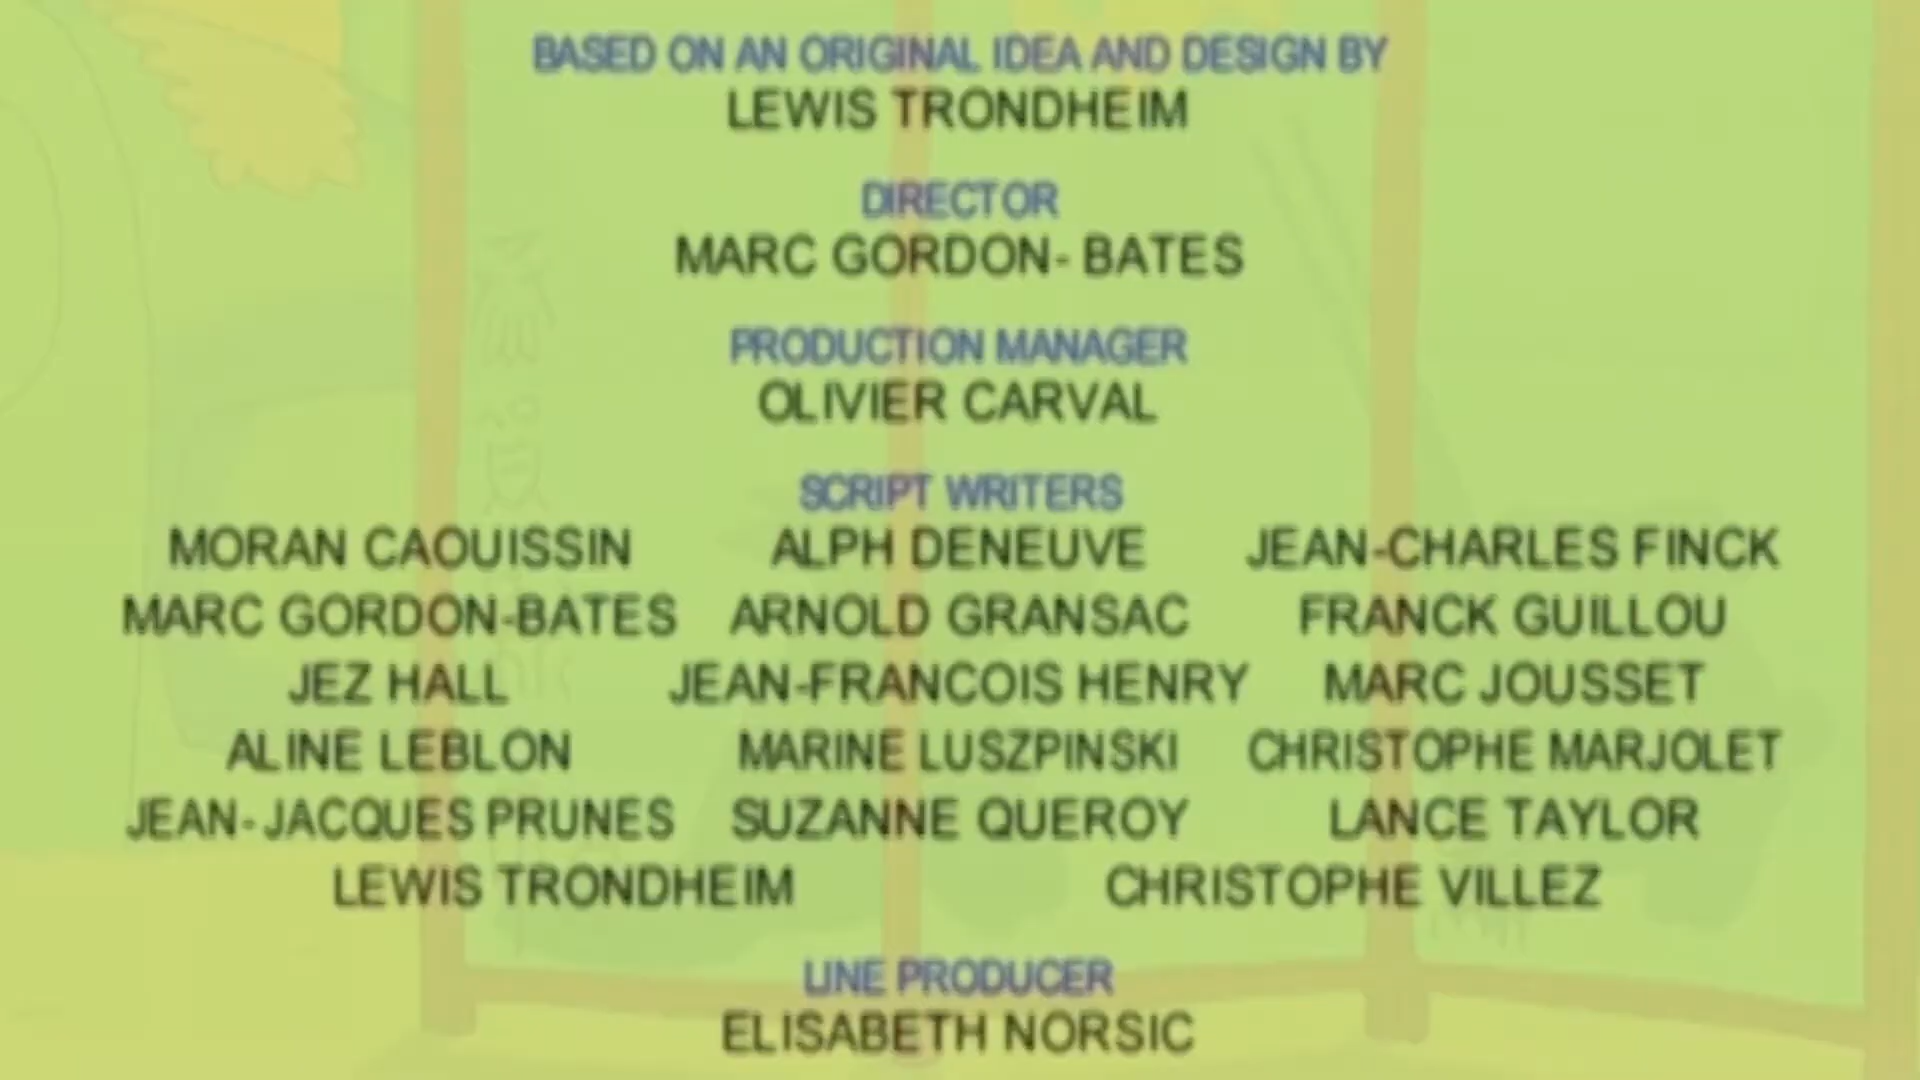 BASED ON AN ORIGINAL IDEA AND DESIGN BY
LEWIS TRONDHEIM
DIRECTOR
MARC GORDON- BATES
PRODUCTION MANAGER
OLIVIER CARVAL
SCRIPT WRITERS
MORAN CAOUISSIN ALPH DENEUVE JEAN-CHARLES FINCK
MARC GORDON-BATES ARNOLD GRANSAC FRANCK GUILLOU
JEZ HALL JEAN-FRANCOIS HENRY MARC JOUSSET
ALINE LEBLON MARINE LUSZPINSKI CHRISTOPHE MARJOLET
JEAN-JACQUES PRUNES SUZANNE QUEROY LANCE TAYLOR
LEWIS TRONDHEIM CHRISTOPHE VILLEZ
LINE PRODUCER
ELISABETH NORSIC